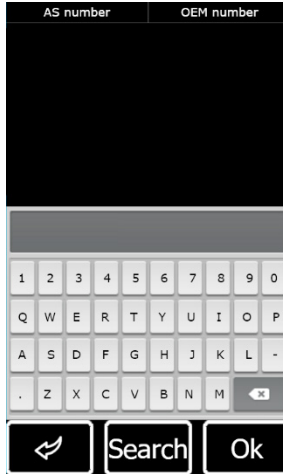 AS number OEM number
1 2 3 4 5 6 7 8 9 0
Q W E R T Y U I O P
A S D F G H J K L -
. Z X C V B N M
Search Ok